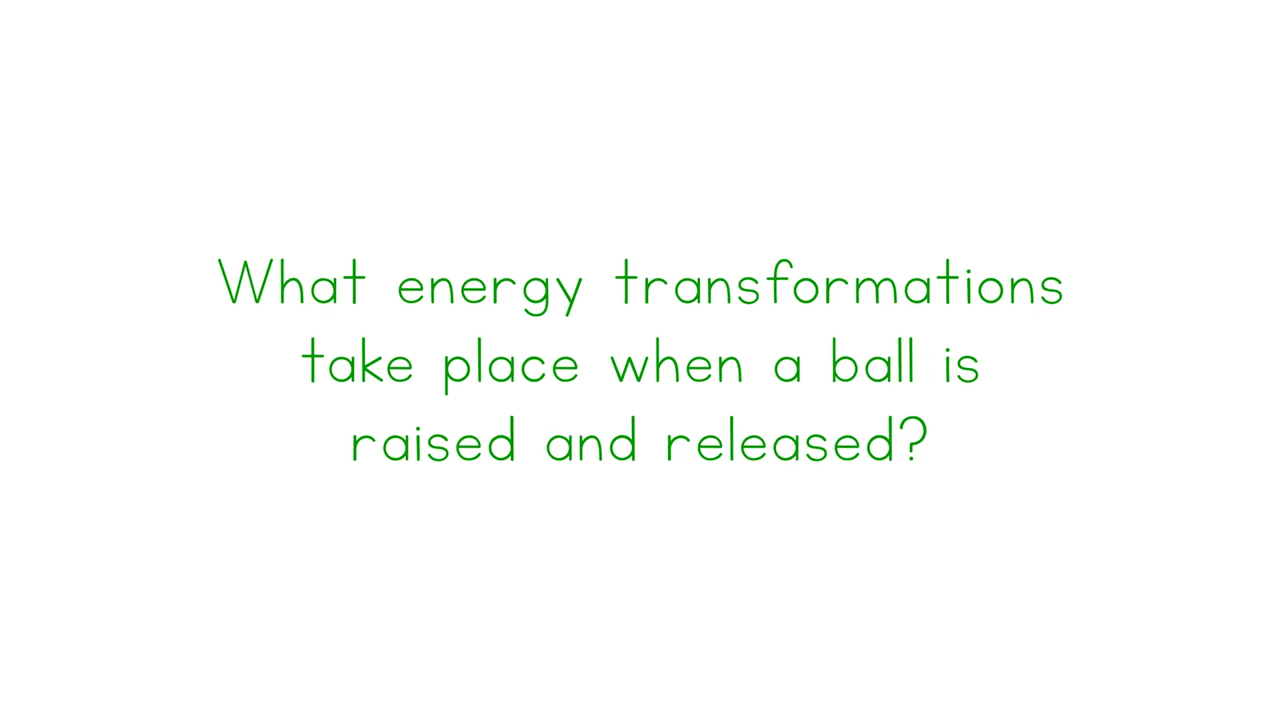 What energy transformations
take place when a ball is
raised and released?